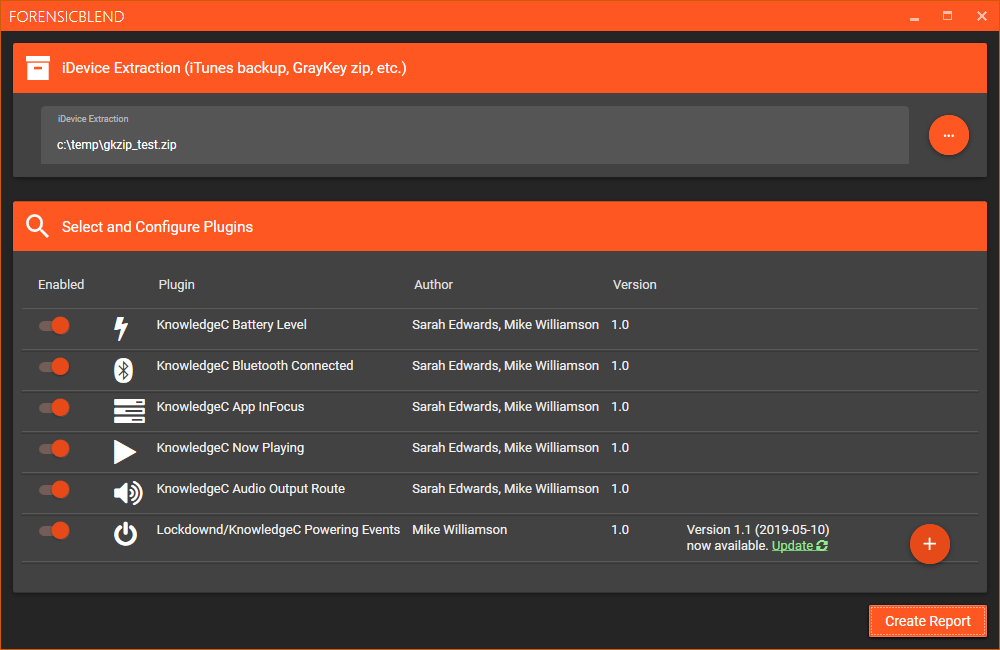 FORENSICBLEND
iDevice Extraction (iTunes backup, GrayKey zip, etc.)
iDevice Extraction
c:\temp\gkzip_test.zip
...
Select and Configure Plugins
Enabled Plugin Author Version
KnowledgeC Battery Level Sarah Edwards, Mike Williamson 1.0
KnowledgeC Bluetooth Connected Sarah Edwards, Mike Williamson 1.0
KnowledgeC App InFocus Sarah Edwards, Mike Williamson 1.0
KnowledgeC Now Playing Sarah Edwards, Mike Williamson 1.0
KnowledgeC Audio Output Route Sarah Edwards, Mike Williamson 1.0
Lockdownd/KnowledgeC Powering Events Mike Williamson 1.0 Version 1.1 (2019-05-10)
now available. Update
+
Create Report